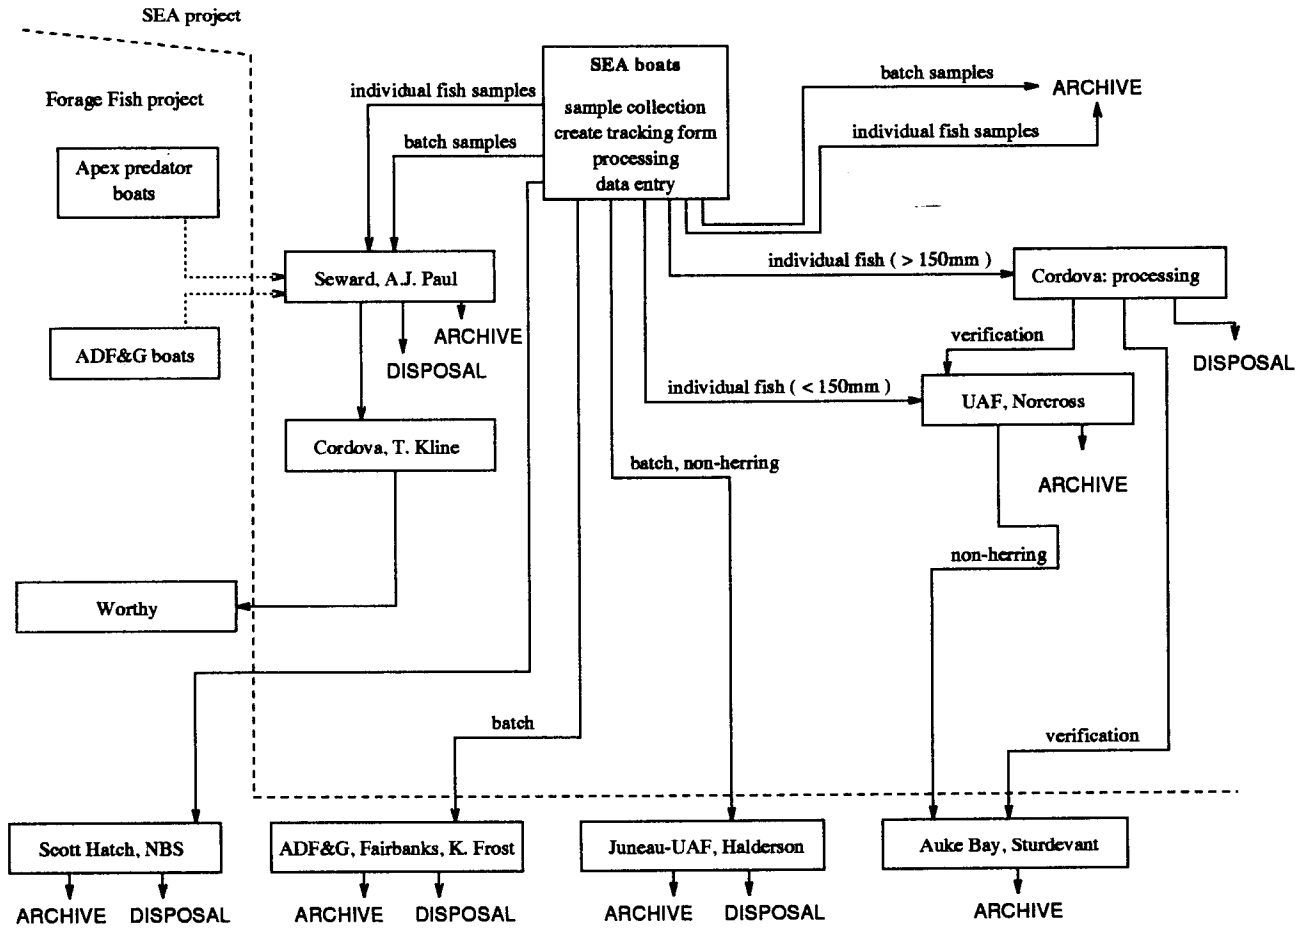 SEA project
Forage Fish project
Apex predator
boats
ADF&G boats
SEA boats
sample collection
create tracking form
processing
data entry
individual fish samples
batch samples
batch samples
ARCHIVE
individual fish samples
Seward, A.J. Paul
ARCHIVE
DISPOSAL
individual fish ( > 150mm )
Cordova: processing
verification
DISPOSAL
individual fish ( < 150mm )
UAF, Norcross
ARCHIVE
Cordova, T. Kline
batch, non-herring
non-herring
Worthy
batch
verification
Scott Hatch, NBS
ARCHIVE
DISPOSAL
ADF&G, Fairbanks, K. Frost
ARCHIVE
DISPOSAL
Juneau-UAF, Halderson
ARCHIVE
DISPOSAL
Auke Bay, Sturdevant
ARCHIVE